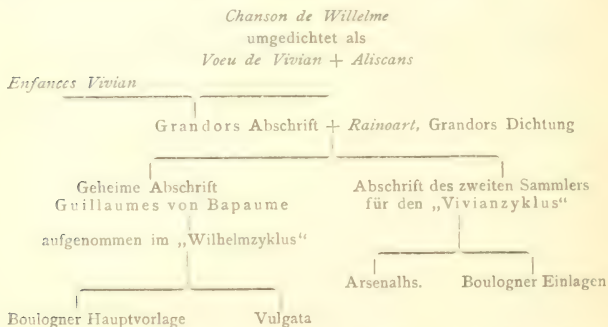 Chanson de Willelme
umgedichtet als
Voeu de Vivian + Aliscans
Enfances Vivian
Grandors Abschrift + Rainoart, Grandors Dichtung
Geheime Abschrift
Guillaumes von Bapaume
Abschrift des zweiten Sammlers
für den „Vivianzyklus“
aufgenommen im „Wilhelmzyklus“
Arsenalhs. Boulogner Einlagen
Boulogner Hauptvorlage Vulgata